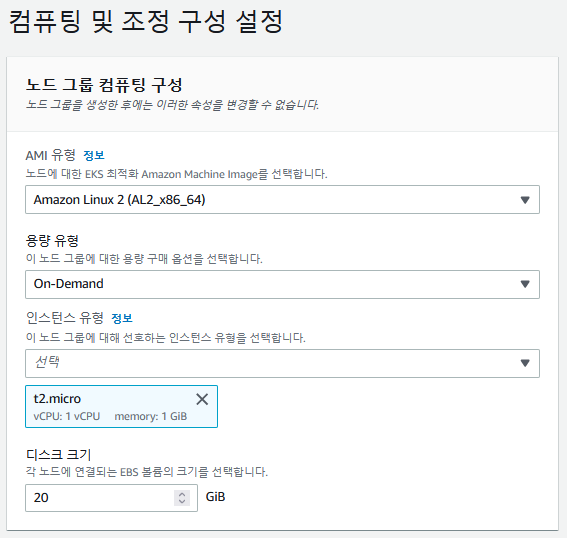 컴퓨팅 및 조정 구성 설정
노드 그룹 컴퓨팅 구성
노드 그룹을 생성한 후에는 이러한 속성을 변경할 수 없습니다.
AMI 유형 정보
노드에 대한 EKS 최적화 Amazon Machine Image를 선택합니다.
Amazon Linux 2 (AL2_x86_64)
용량 유형
이 노드 그룹에 대한 용량 구매 옵션을 선택합니다.
On-Demand
인스턴스 유형 정보
이 노드 그룹에 대해 선호하는 인스턴스 유형을 선택합니다.
선택
t2.micro
vCPU: 1 vCPU memory: 1 GiB
디스크 크기
각 노드에 연결되는 EBS 볼륨의 크기를 선택합니다.
20 GiB